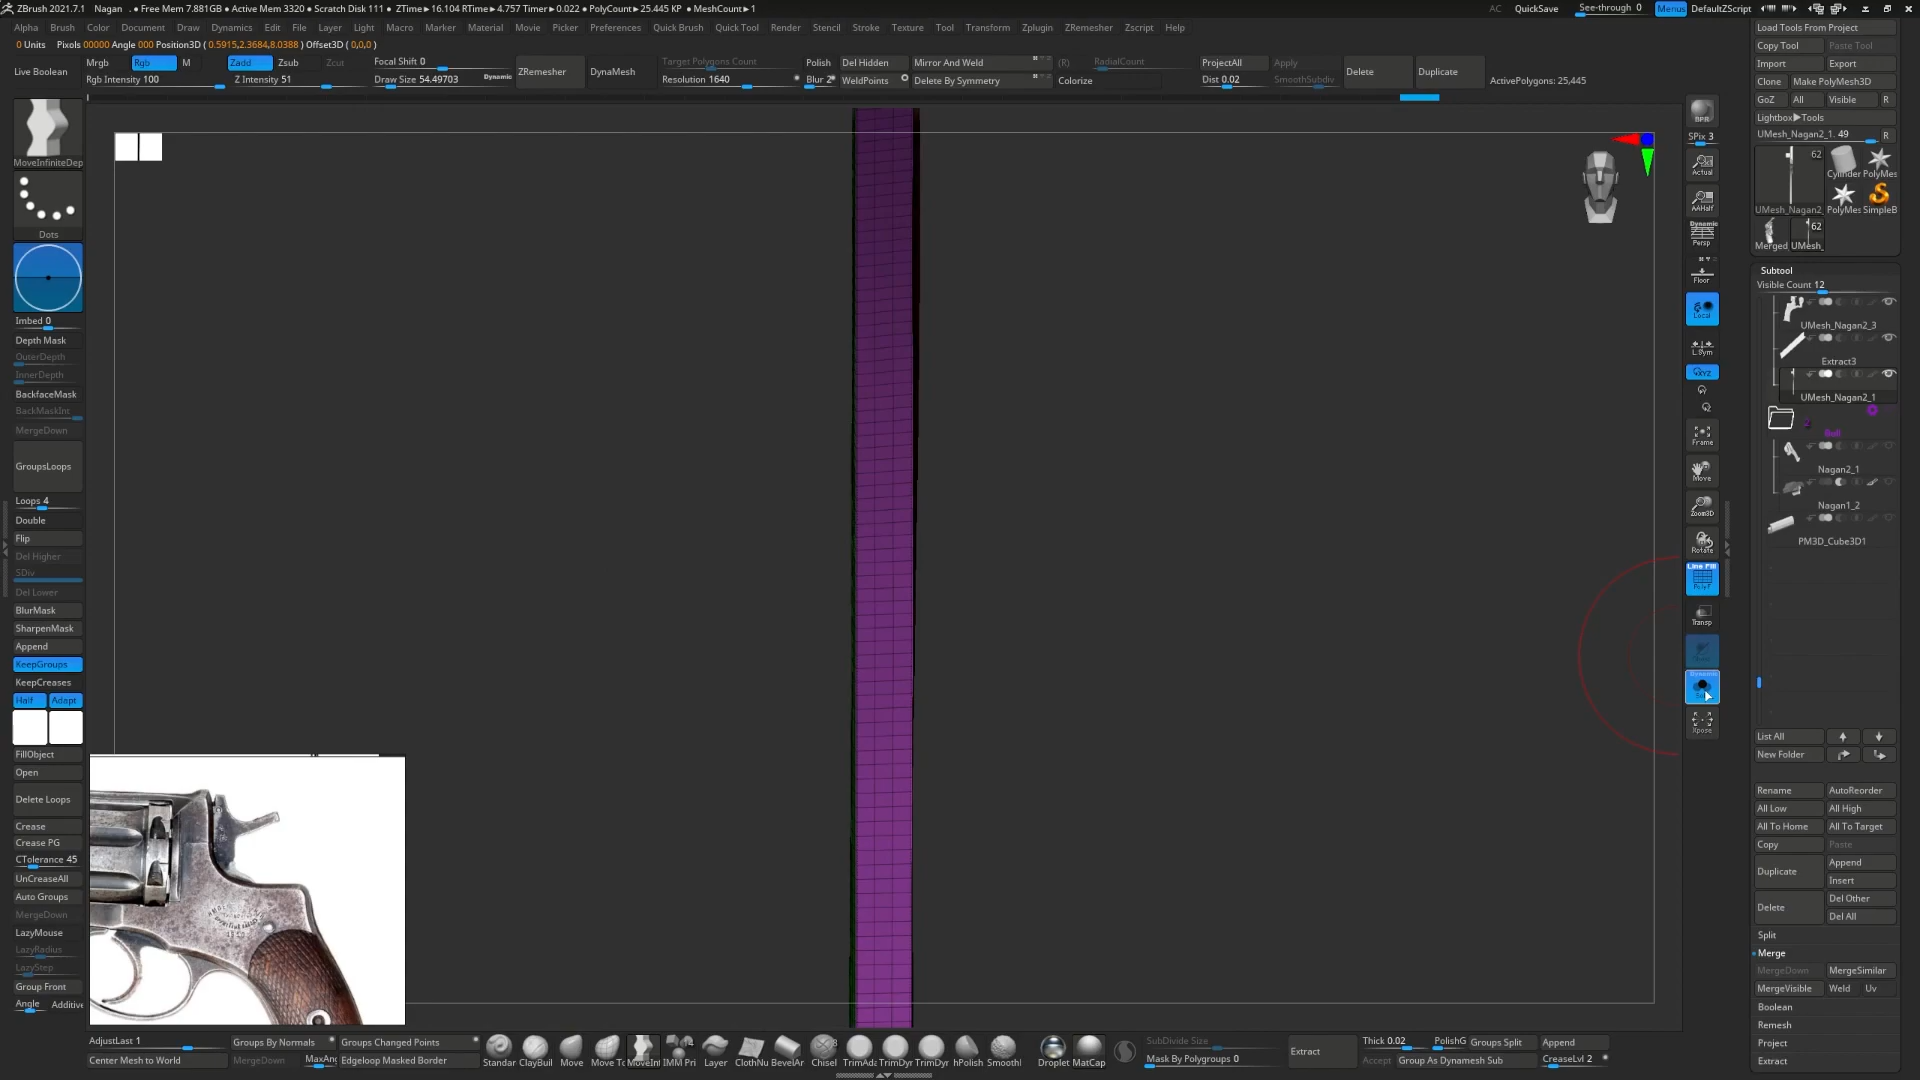 ZBrush 2021.7.1 Nagan . • Free Mem 7.881GB • Active Mem 3320 • Scratch Disk 111 • ZTime▸16.104 RTime▸4.757 Timer▸0.022 • PolyCount▸25.445 KP • MeshCount▸1 AC QuickSave See-through 0 Menus DefaultZScript
Alpha Brush Color Document Draw Dynamics Edit File Layer Light Macro Marker Material Movie Picker Preferences Quick Brush Quick Tool Render Stencil Stroke Texture Tool Transform Zplugin ZRemesher Zscript Help
0 Units Pixols 00000 Angle 000 Position3D ( 0.5915,2.3684,8.0388 ) Offset3D ( 0,0,0 )
Live Boolean Mrgb Rgb M Zadd Zsub Zcut Focal Shift 0 ZRemesher DynaMesh Target Polygons Count Polish Del Hidden Mirror And Weld (R) RadialCount ProjectAll Apply Delete Duplicate ActivePolygons: 25,445
Rgb Intensity 100 Z Intensity 51 Draw Size 54.49703 Dynamic Resolution 1640 Blur 2 WeldPoints Delete By Symmetry Colorize Dist 0.02 SmoothSubdiv
MoveInfiniteDep
Dots
Imbed 0
Depth Mask
OuterDepth
InnerDepth
BackfaceMask
BackMaskInt
MergeDown
GroupsLoops
Loops 4
Double
Flip
Del Higher
SDiv
Del Lower
BlurMask
SharpenMask
Append
KeepGroups
KeepCreases
Half Adapt
FillObject
Open
Delete Loops
Crease
Crease PG
CTolerance 45
UnCreaseAll
Auto Groups
MergeDown
LazyMouse
LazyRadius
LazyStep
Group Front
Angle Additive
BPR
SPix 3
Actual
AAHalf
Dynamic
Persp
Floor
Local
L.Sym
XYZ
Frame
Move
Zoom3D
Rotate
Line Fill
PolyF
Transp
Dynamic
Solo
Xpose
Load Tools From Project
Copy Tool Paste Tool
Import Export
Clone Make PolyMesh3D
GoZ All Visible R
Lightbox▸Tools
UMesh_Nagan2_1. 49 R
62
Cylinder PolyMes
UMesh_Nagan2_ PolyMes SimpleB
62
Merged_ UMesh_
Subtool
Visible Count 12
UMesh_Nagan2_3
Extract3
UMesh_Nagan2_1
2
Nagan2_1
Nagan1_2
PM3D_Cube3D1
List All
New Folder
Rename AutoReorder
All Low All High
All To Home All To Target
Copy Paste
Duplicate Append
Insert
Delete Del Other
Del All
Split
Merge
MergeDown MergeSimilar
MergeVisible Weld Uv
Boolean
Remesh
Project
Extract
AdjustLast 1 Groups By Normals Groups Changed Points
Center Mesh to World MergeDown MaxAng Edgeloop Masked Border
Standar ClayBuil Move Move To MoveInf IMM Pri Layer ClothNu BevelAr Chisel TrimAda TrimDyr TrimDyr hPolish Smoothl Droplet MatCap
SubDivide Size
Mask By Polygroups 0
Extract
Thick 0.02 PolishG Groups Split Append
Accept Group As Dynamesh Sub CreaseLvl 2